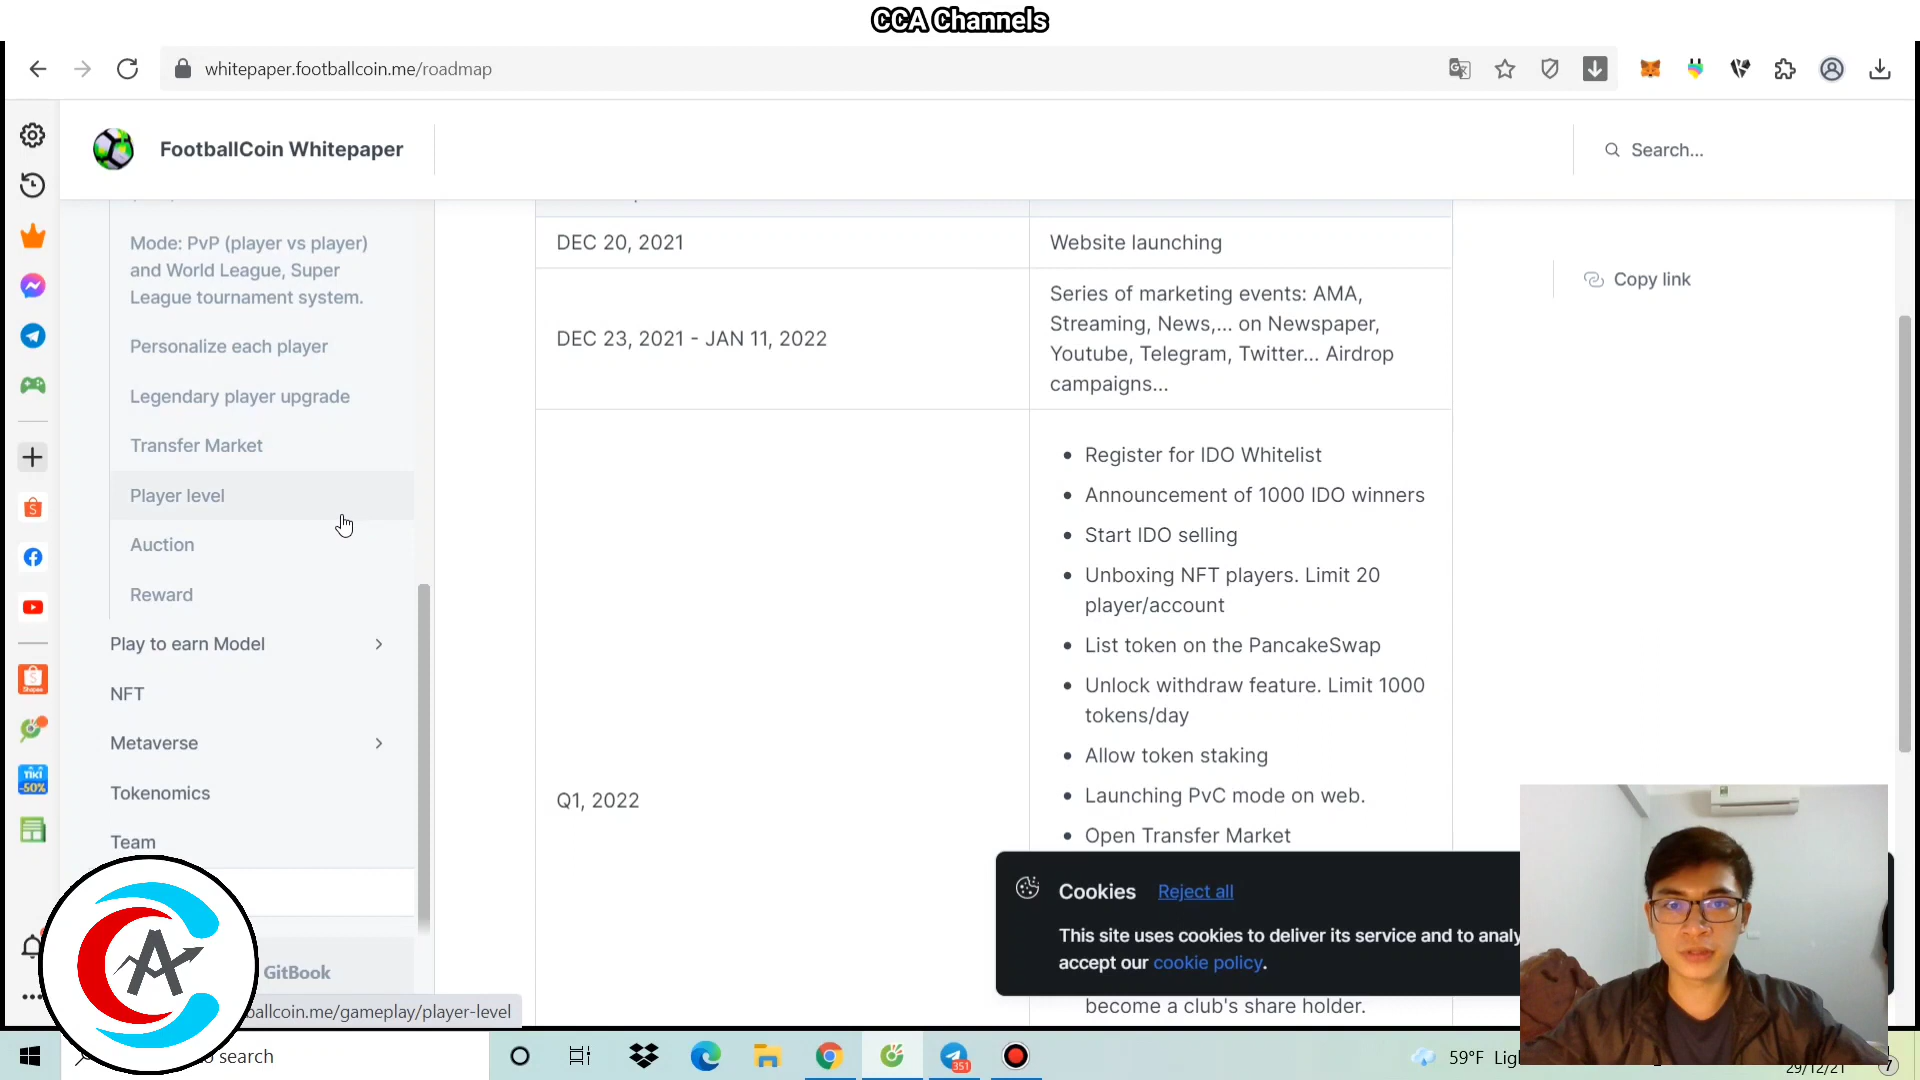 CCA Channels
whitepaper.footballcoin.me/roadmap
FootballCoin Whitepaper
Search...
Mode: PvP (player vs player)
and World League, Super
League tournament system.
Personalize each player
Legendary player upgrade
Transfer Market
Player level
Auction
Reward
Play to earn Model
NFT
Metaverse
Tokenomics
Team
GitBook
ballcoin.me/gameplay/player-level
DEC 20, 2021
Website launching
DEC 23, 2021 - JAN 11, 2022
Series of marketing events: AMA,
Streaming, News,... on Newspaper,
Youtube, Telegram, Twitter... Airdrop
campaigns...
Q1, 2022
Register for IDO Whitelist
Announcement of 1000 IDO winners
Start IDO selling
Unboxing NFT players. Limit 20
player/account
List token on the PancakeSwap
Unlock withdraw feature. Limit 1000
tokens/day
Allow token staking
Launching PvC mode on web.
Open Transfer Market
become a club's share holder.
Copy link
Cookies Reject all
This site uses cookies to deliver its service and to analy
accept our cookie policy.
TIKI
-50%
search
351
59°F
29/12/21
7